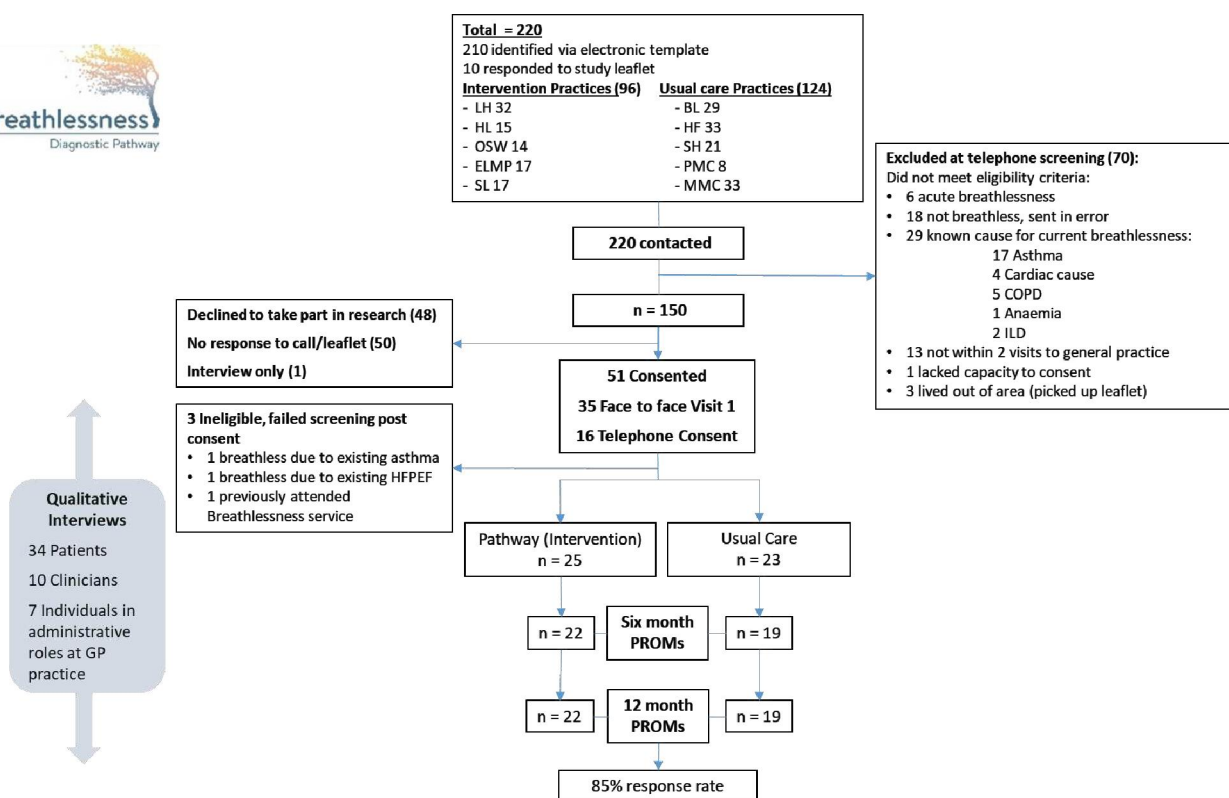 reathlessness
Diagnostic Pathway
Total = 220
210 identified via electronic template
10 responded to study leaflet
Intervention Practices (96) Usual care Practices (124)
- LH 32 - BL 29
- HL 15 - HF 33
- OSW 14 - SH 21
- ELMP 17 - PMC 8
- SL 17 - MMC 33
220 contacted
Excluded at telephone screening (70):
Did not meet eligibility criteria:
• 6 acute breathlessness
• 18 not breathless, sent in error
• 29 known cause for current breathlessness:
17 Asthma
4 Cardiac cause
5 COPD
1 Anaemia
2 ILD
• 13 not within 2 visits to general practice
• 1 lacked capacity to consent
• 3 lived out of area (picked up leaflet)
n = 150
Declined to take part in research (48)
No response to call/leaflet (50)
Interview only (1)
51 Consented
35 Face to face Visit 1
16 Telephone Consent
3 Ineligible, failed screening post
consent
• 1 breathless due to existing asthma
• 1 breathless due to existing HFPEF
• 1 previously attended
Breathlessness service
Qualitative
Interviews
34 Patients
10 Clinicians
7 Individuals in
administrative
roles at GP
practice
Pathway (Intervention)
n = 25
Usual Care
n = 23
n = 22
Six month
PROMs
n = 19
n = 22
12 month
PROMs
n = 19
85% response rate